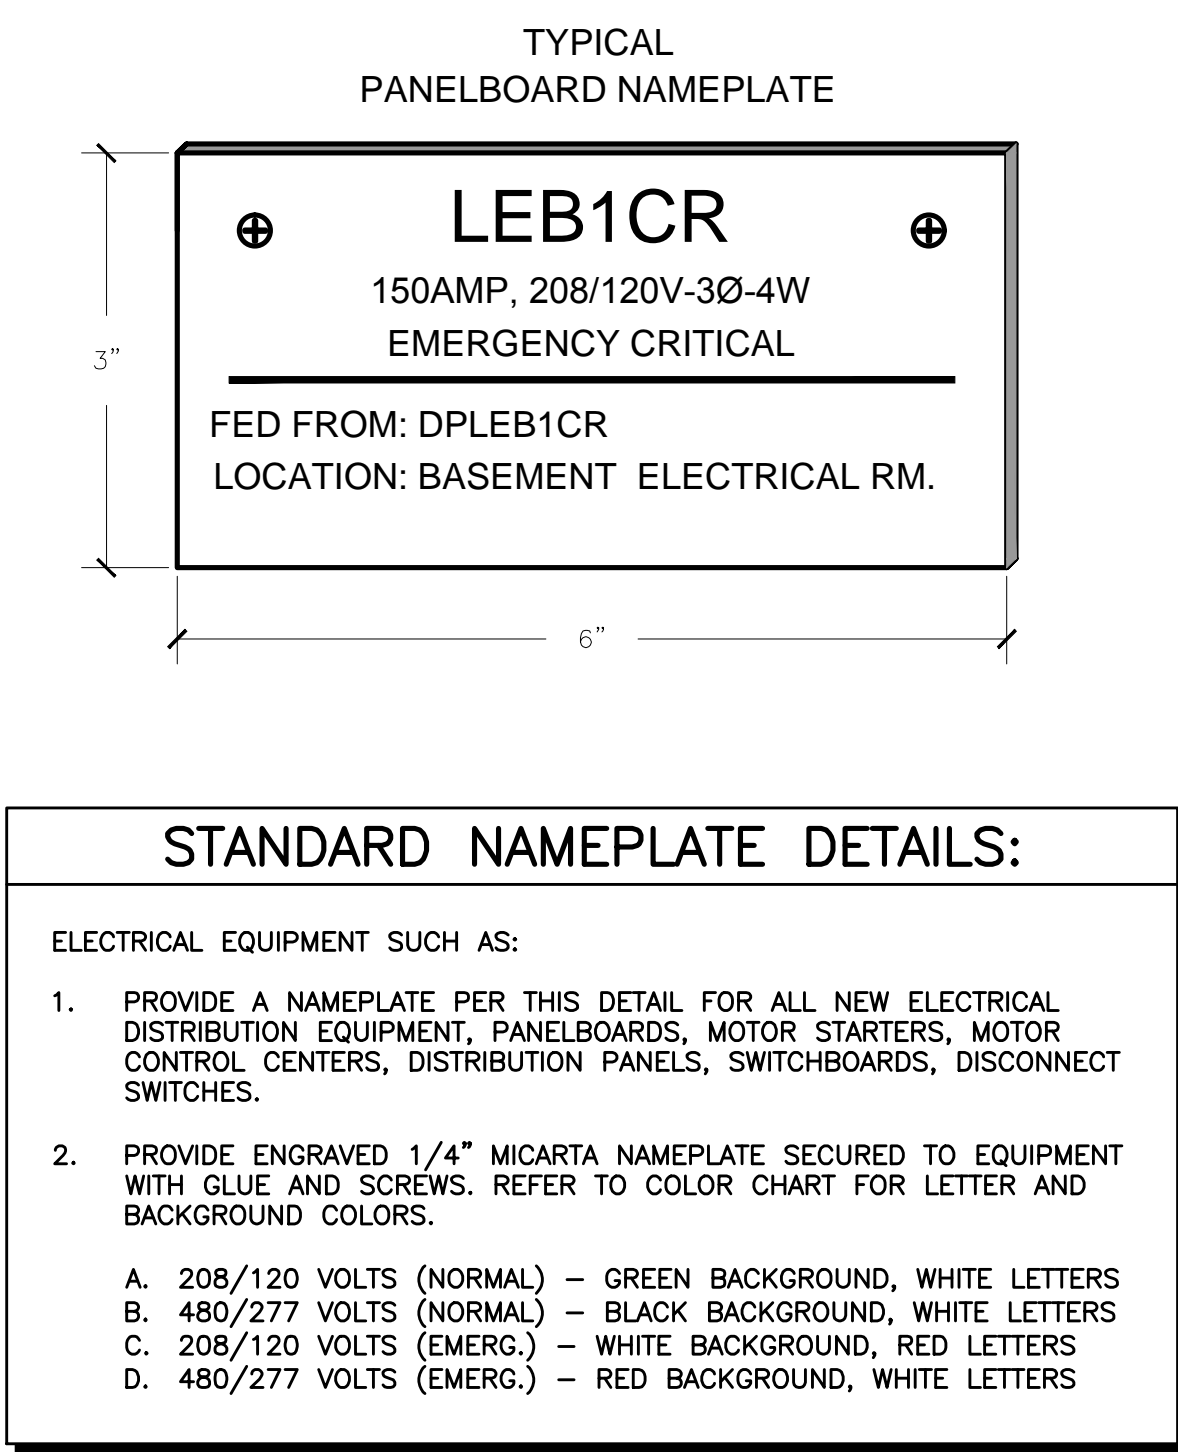 TYPICAL
PANELBOARD NAMEPLATE
LEB1CR
150AMP, 208/120V-3Ø-4W
EMERGENCY CRITICAL
3”
FED FROM: DPLEB1CR
LOCATION: BASEMENT ELECTRICAL RM.
6”
STANDARD NAMEPLATE DETAILS:
ELECTRICAL EQUIPMENT SUCH AS:
1. PROVIDE A NAMEPLATE PER THIS DETAIL FOR ALL NEW ELECTRICAL
DISTRIBUTION EQUIPMENT, PANELBOARDS, MOTOR STARTERS, MOTOR
CONTROL CENTERS, DISTRIBUTION PANELS, SWITCHBOARDS, DISCONNECT
SWITCHES.
2. PROVIDE ENGRAVED 1/4” MICARTA NAMEPLATE SECURED TO EQUIPMENT
WITH GLUE AND SCREWS. REFER TO COLOR CHART FOR LETTER AND
BACKGROUND COLORS.
A. 208/120 VOLTS (NORMAL) – GREEN BACKGROUND, WHITE LETTERS
B. 480/277 VOLTS (NORMAL) – BLACK BACKGROUND, WHITE LETTERS
C. 208/120 VOLTS (EMERG.) – WHITE BACKGROUND, RED LETTERS
D. 480/277 VOLTS (EMERG.) – RED BACKGROUND, WHITE LETTERS